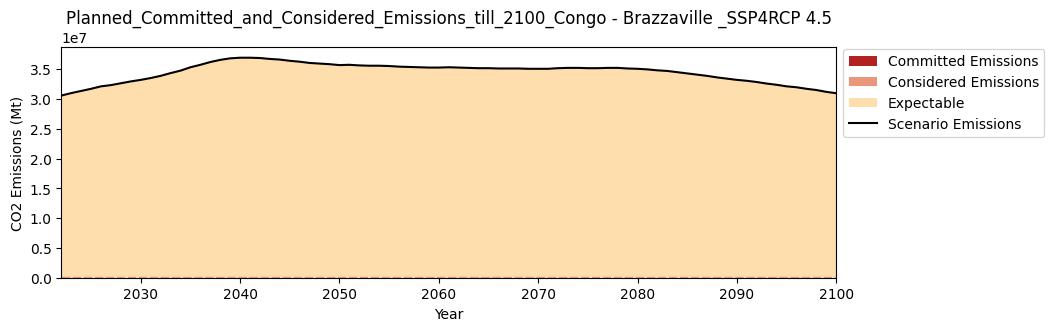 Planned_Committed_and_Considered_Emissions_till_2100_Congo - Brazzaville _SSP4RCP 4.5
1e7
3.5
3.0
2.5
2.0
1.5
1.0
0.5
0.0
CO2 Emissions (Mt)
2030 2040 2050 2060 2070 2080 2090 2100
Year
Committed Emissions
Considered Emissions
Expectable
Scenario Emissions